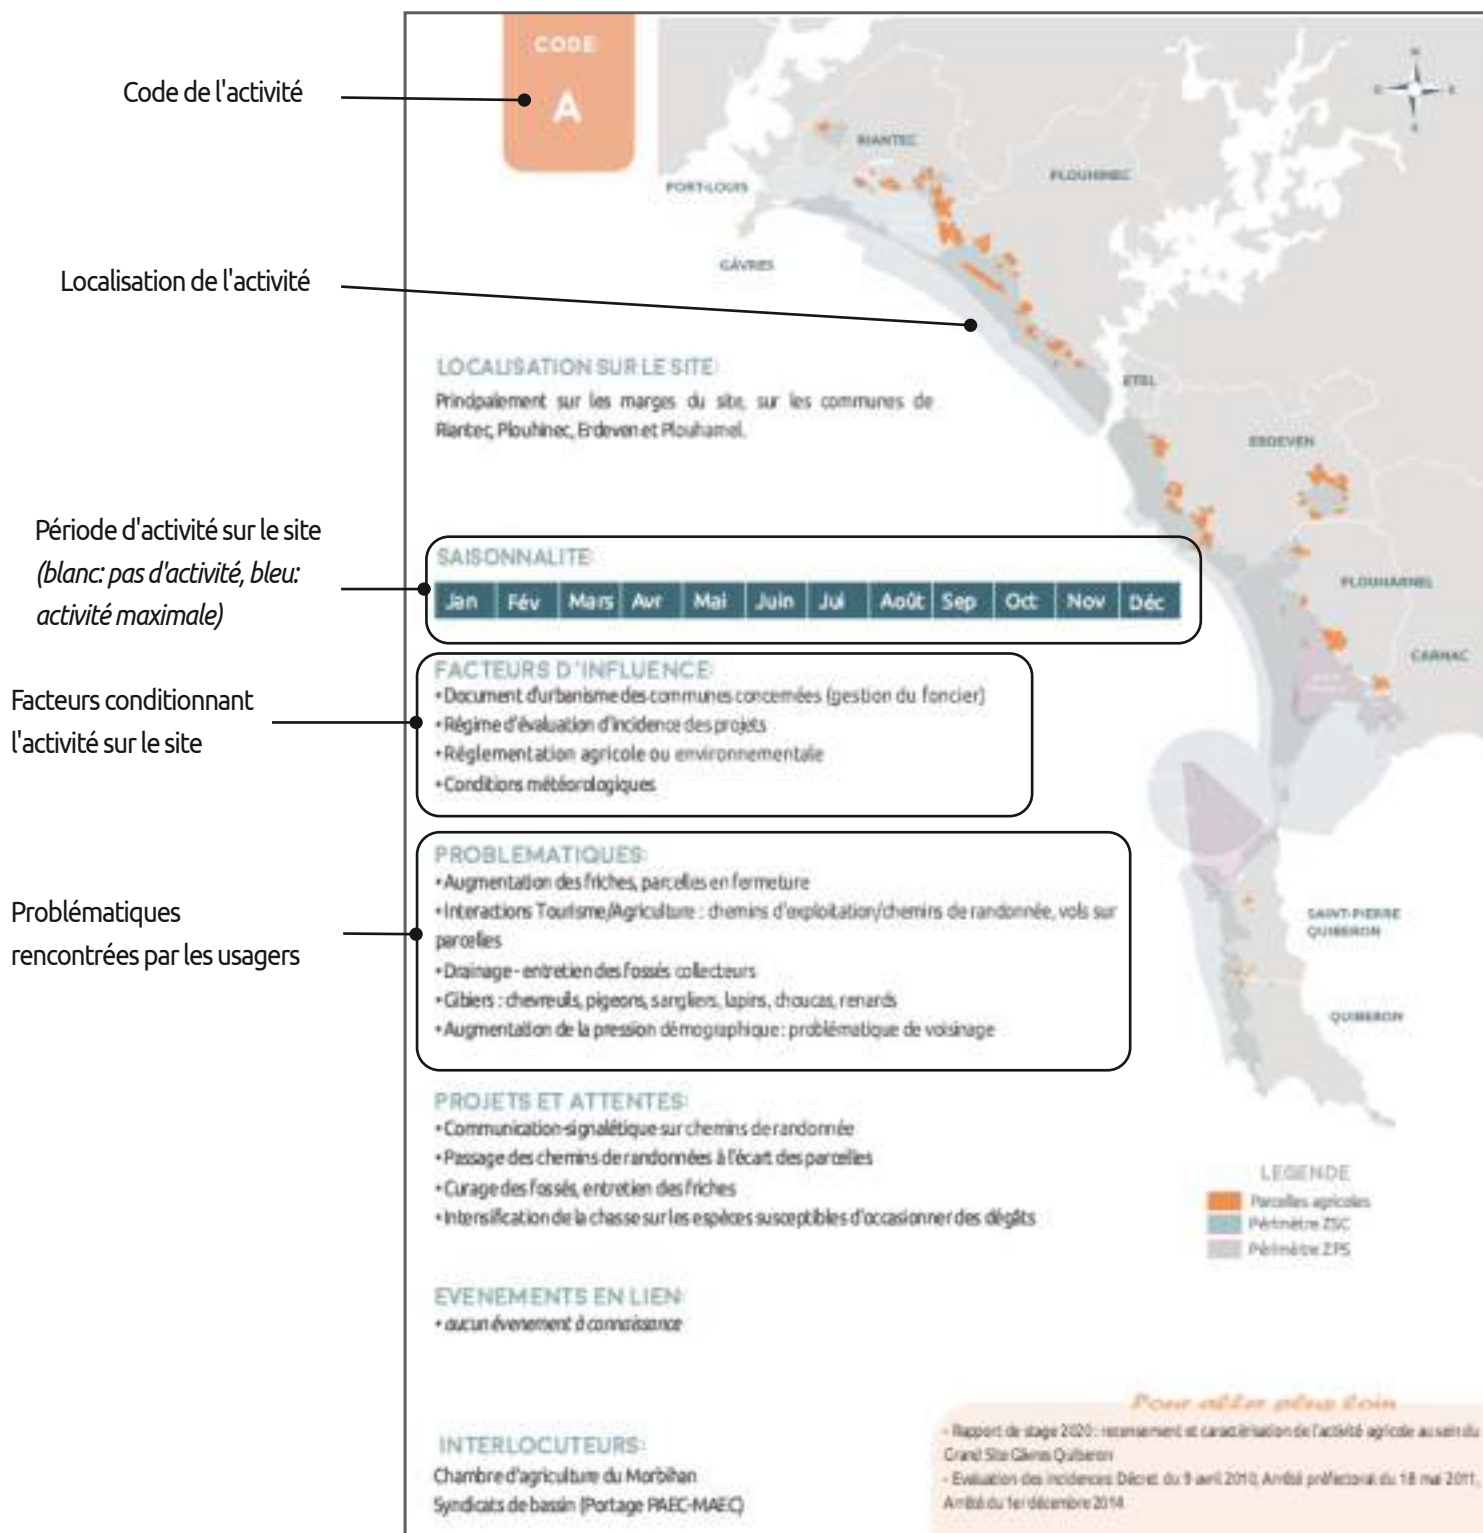 Code de l'activité
Localisation de l'activité
Période d'activité sur le site
(blanc: pas d'activité, bleu:
activité maximale)
Facteurs conditionnant
l'activité sur le site
Problématiques
rencontrées par les usagers
CODE
A
RIANTEC
PORT-LOUIS
PLOUHINEC
GÂVRES
ETEL
ERDEVEN
PLOUHARNEL
CARNAC
SAINT-PIERRE
QUIBERON
QUIBERON
LOCALISATION SUR LE SITE:
Principalement sur les marges du site, sur les communes de
Riantec, Plouhinec, Erdeven et Plouharnel.
SAISONNALITE:
Jan Fév Mars Avr Mai Juin Jui Août Sep Oct Nov Déc
FACTEURS D'INFLUENCE:
• Document d'urbanisme des communes concernées (gestion du foncier)
• Régime d'évaluation d'incidence des projets
• Réglementation agricole ou environnementale
• Conditions météorologiques
PROBLEMATIQUES:
• Augmentation des friches, parcelles en fermeture
• Interactions Tourisme/Agriculture : chemins d'exploitation/chemins de randonnée, vols sur
parcelles
• Drainage - entretien des fossés collecteurs
• Gibiers : chevreuils, pigeons, sangliers, lapins, choucas, renards
• Augmentation de la pression démographique : problématique de voisinage
PROJETS ET ATTENTES:
• Communication-signalétique sur chemins de randonnée
• Passage des chemins de randonnées à l'écart des parcelles
• Curage des fossés, entretien des friches
• Intensification de la chasse sur les espèces susceptibles d'occasionner des dégâts
LEGENDE
Parcelles agricoles
Périmètre ZSC
Périmètre ZPS
EVENEMENTS EN LIEN:
• aucun évenement à connaissance
INTERLOCUTEURS:
Chambre d'agriculture du Morbihan
Syndicats de bassin (Portage PAEC-MAEC)
Pour aller plus loin
- Rapport de stage 2020 : recensement et caractérisation de l'activité agricole au sein du
Grand Site Gâvres Quiberon
- Evaluation des incidences: Décret du 9 avril 2010, Arrêté préfectoral du 18 mai 2011,
Arrêté du 1er décembre 2014